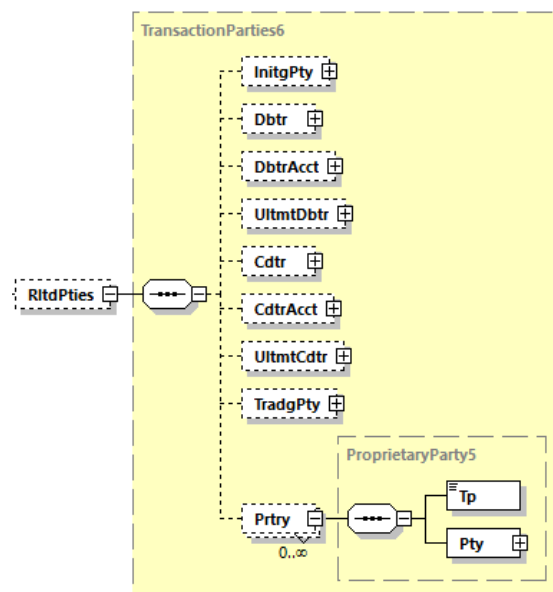 TransactionParties6
InitgPty
Dbtr
DbtrAcct
UltmtDbtr
Cdtr
RltdPties
CdtrAcct
UltmtCdtr
TradgPty
ProprietaryParty5
Tp
Prtry
Pty
0..∞